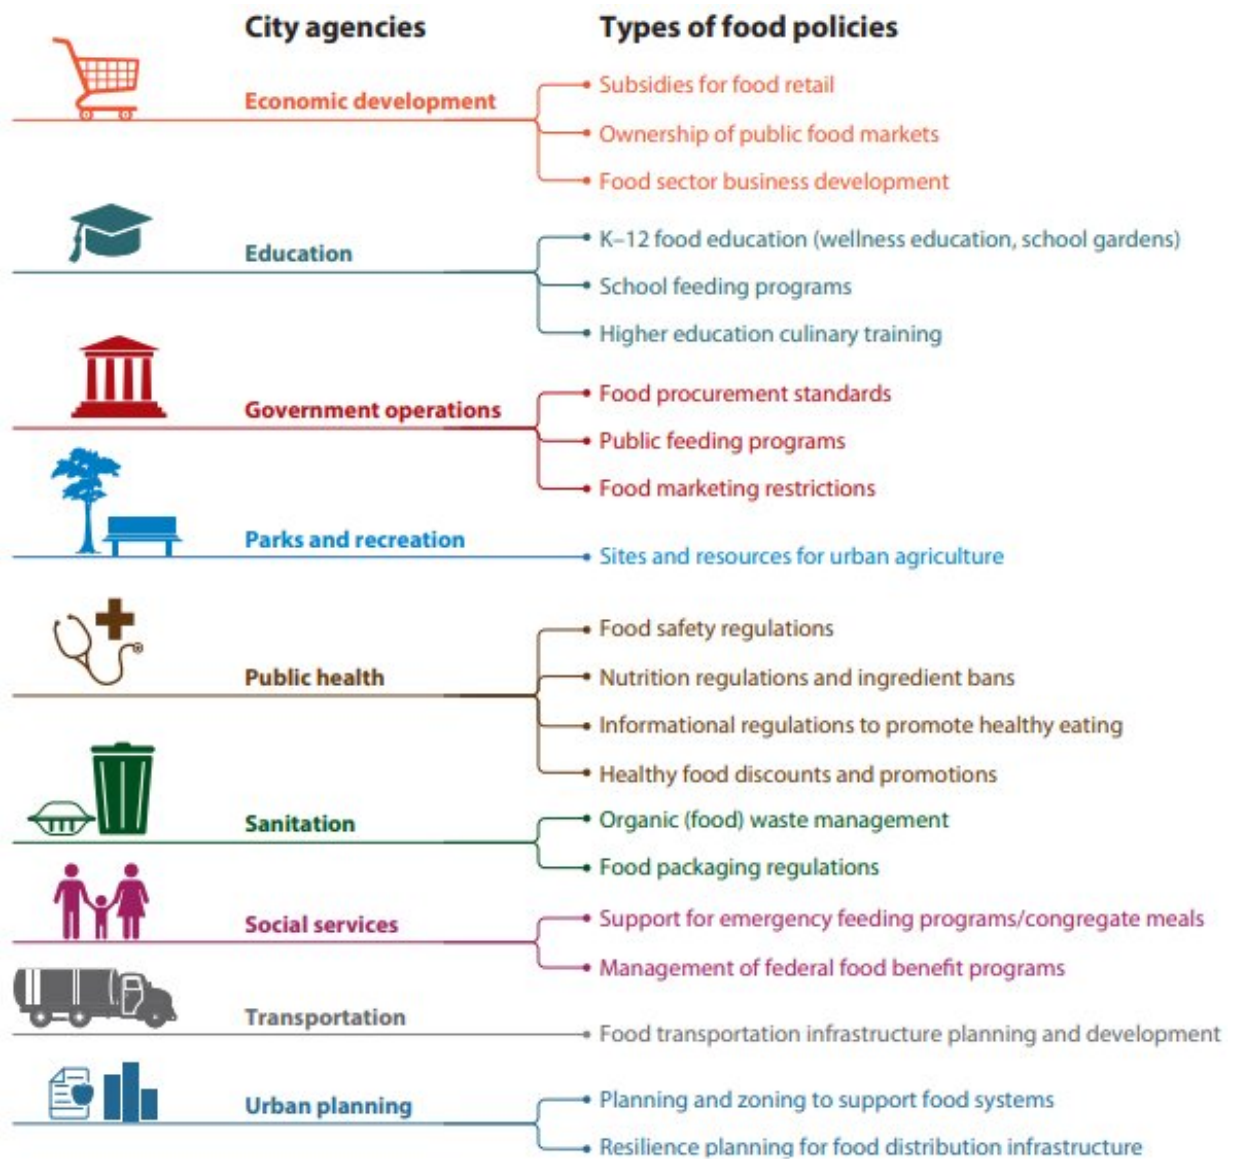 City agencies
Types of food policies
Economic development
Subsidies for food retail
Ownership of public food markets
Food sector business development
Education
K–12 food education (wellness education, school gardens)
School feeding programs
Higher education culinary training
Government operations
Food procurement standards
Public feeding programs
Food marketing restrictions
Parks and recreation
Sites and resources for urban agriculture
Public health
Food safety regulations
Nutrition regulations and ingredient bans
Informational regulations to promote healthy eating
Healthy food discounts and promotions
Sanitation
Organic (food) waste management
Food packaging regulations
Social services
Support for emergency feeding programs/congregate meals
Management of federal food benefit programs
Transportation
Food transportation infrastructure planning and development
Urban planning
Planning and zoning to support food systems
Resilience planning for food distribution infrastructure